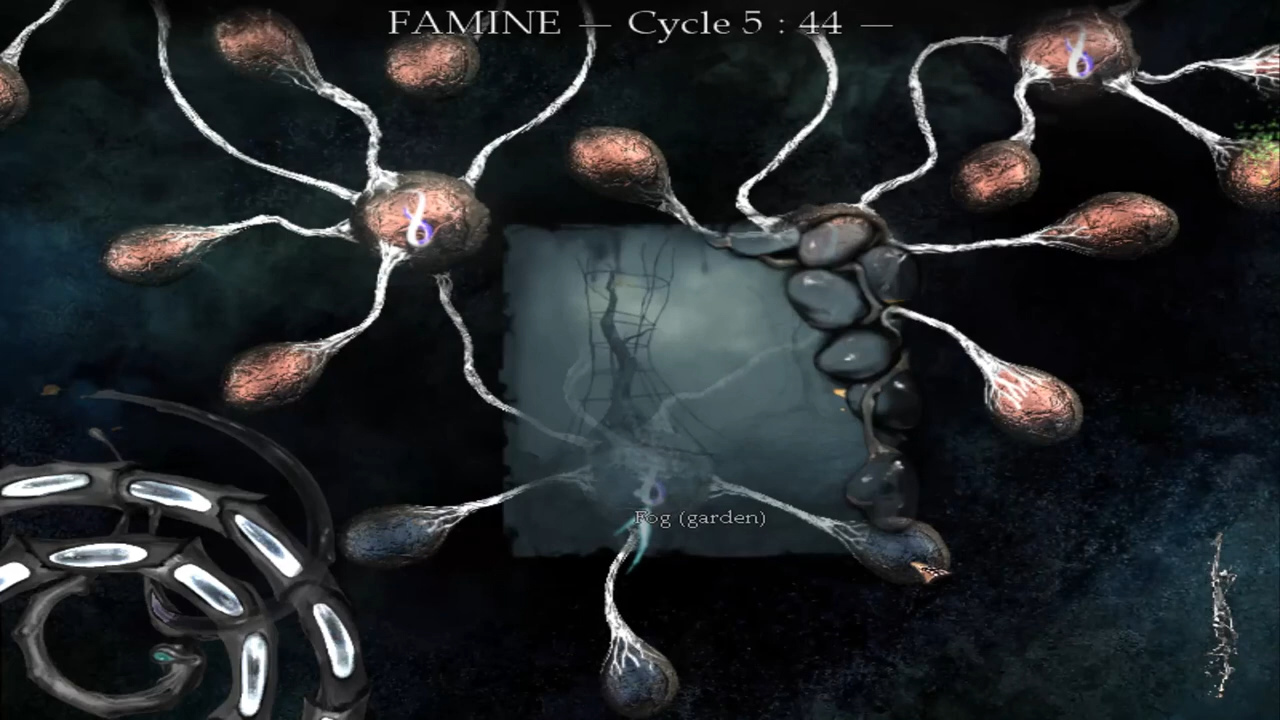 FAMINE — Cycle 5 : 44 —
Fog (garden)